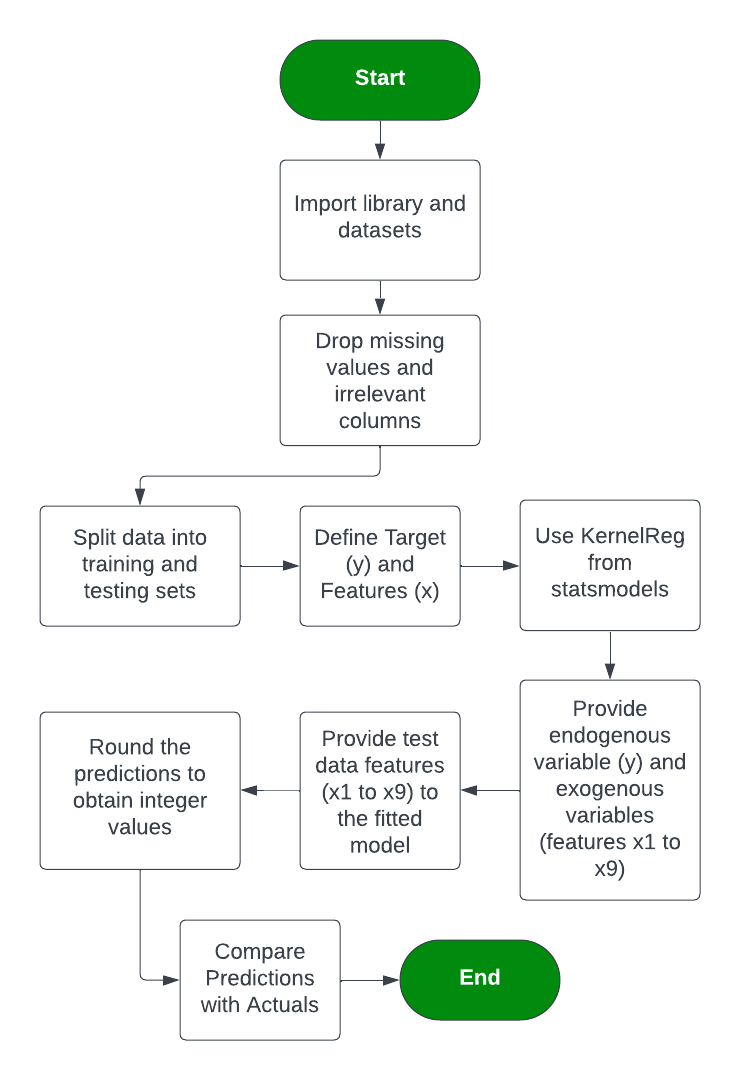 Start
Import library and
datasets
Drop missing
values and
irrelevant
columns
Split data into
training and
testing sets
Define Target
(y) and
Features (x)
Use KernelReg
from
statsmodels
Provide
endogenous
variable (y) and
exogenous
variables
(features x1 to
x9)
Provide test
data features
(x1 to x9) to
the fitted
model
Round the
predictions to
obtain integer
values
Compare
Predictions
with Actuals
End